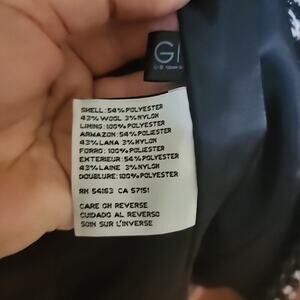 GI
SHELL: 54% POLYESTER
43% WOOL 3% NYLON
LINING: 100% POLYESTER
ARMAZON: 54% POLIESTER
43% LANA 3% NYLON
FORRO: 100% POLIESTER
EXTERIEUR: 54% POLYESTER
43% LAINE 3% NYLON
DOUBLURE: 100% POLYESTER
RN 54163 CA 57151
CARE ON REVERSE
CUIDADO AL REVERSO
SOIN SUR L'INVERSE